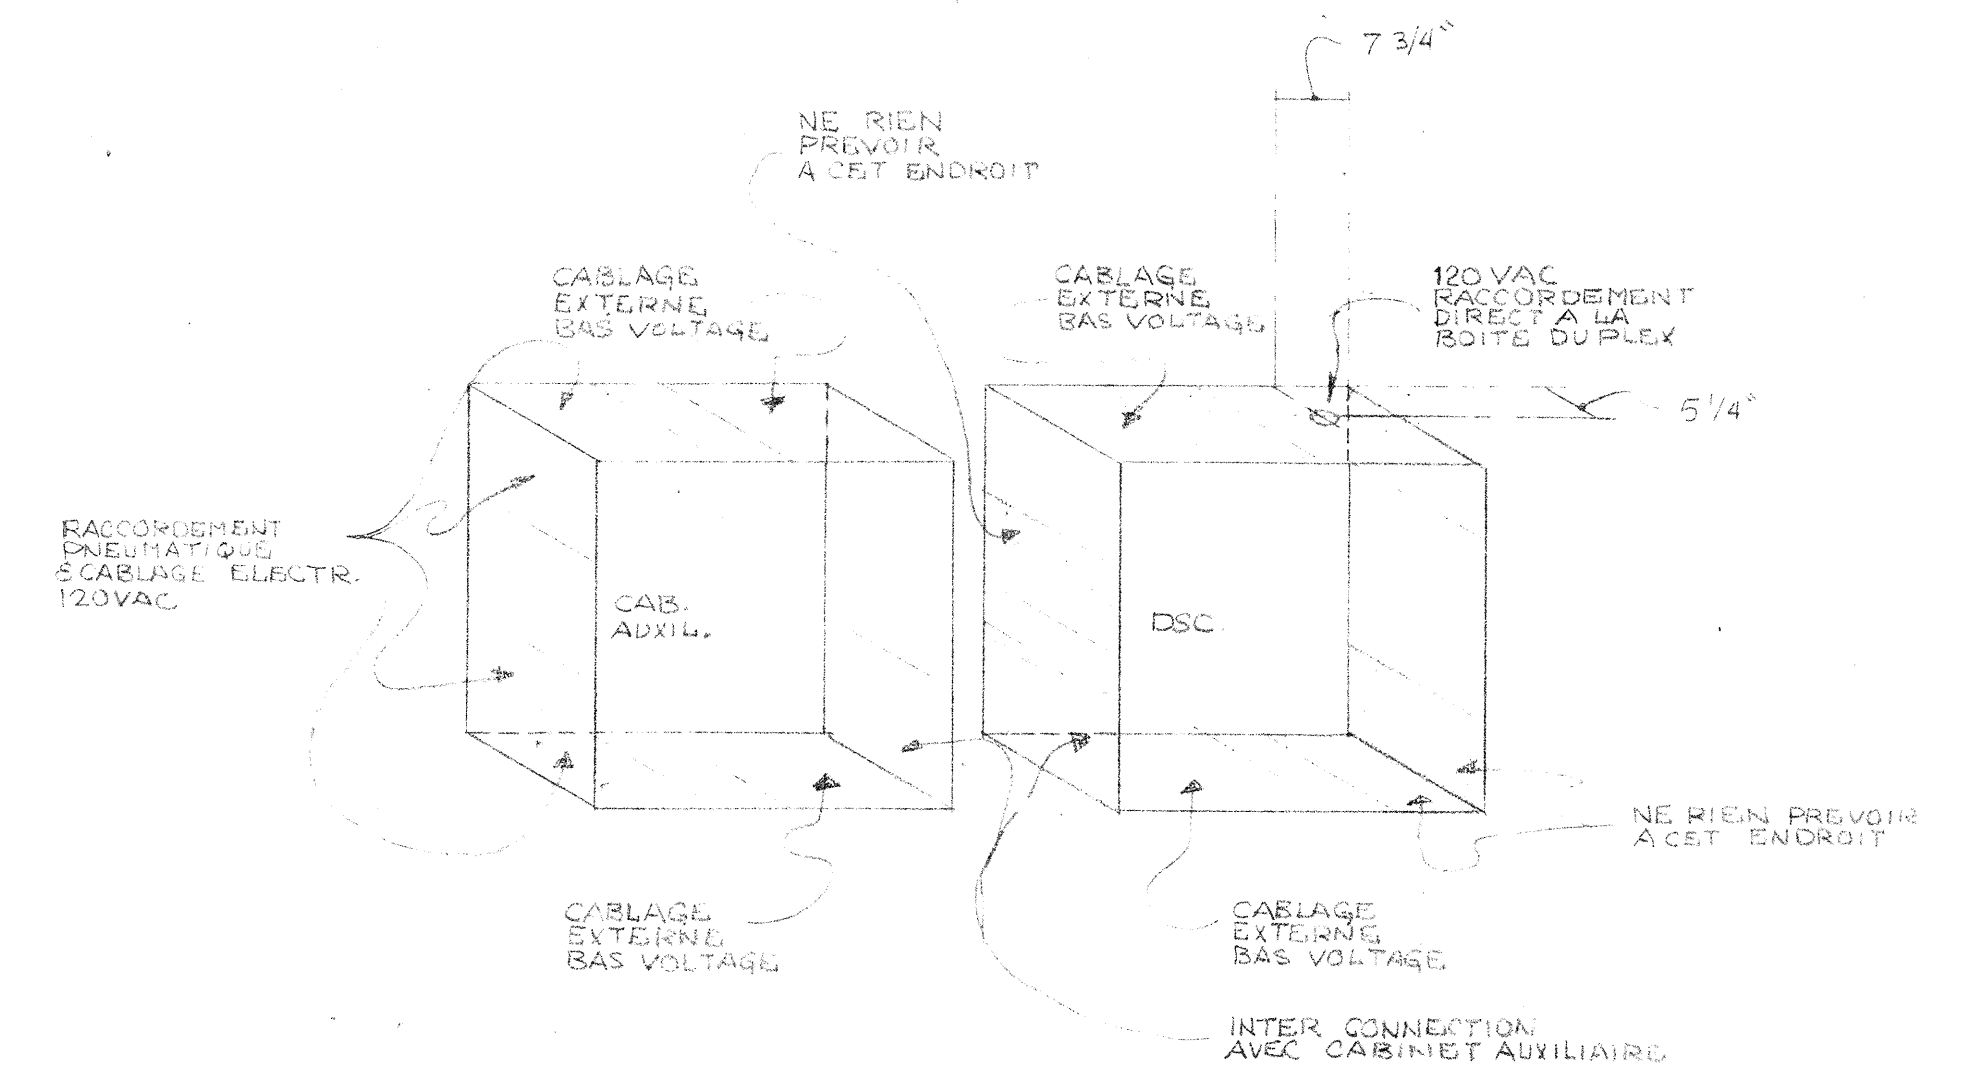 7 3/4"
NE RIEN
PREVOIR
A CET ENDROIT
CABLAGE
EXTERNE
BAS VOLTAGE
CABLAGE
EXTERNE
BAS VOLTAGE
120 VAC
RACCORDEMENT
DIRECT A LA
BOITE DUPLEX
5 1/4"
RACCORDEMENT
PNEUMATIQUE
& CABLAGE ELECTR.
120VAC
CAB.
AUXIL.
DSC.
NE RIEN PREVOIR
A CET ENDROIT
CABLAGE
EXTERNE
BAS VOLTAGE
CABLAGE
EXTERNE
BAS VOLTAGE
INTER CONNECTION
AVEC CABINET AUXILIAIRE